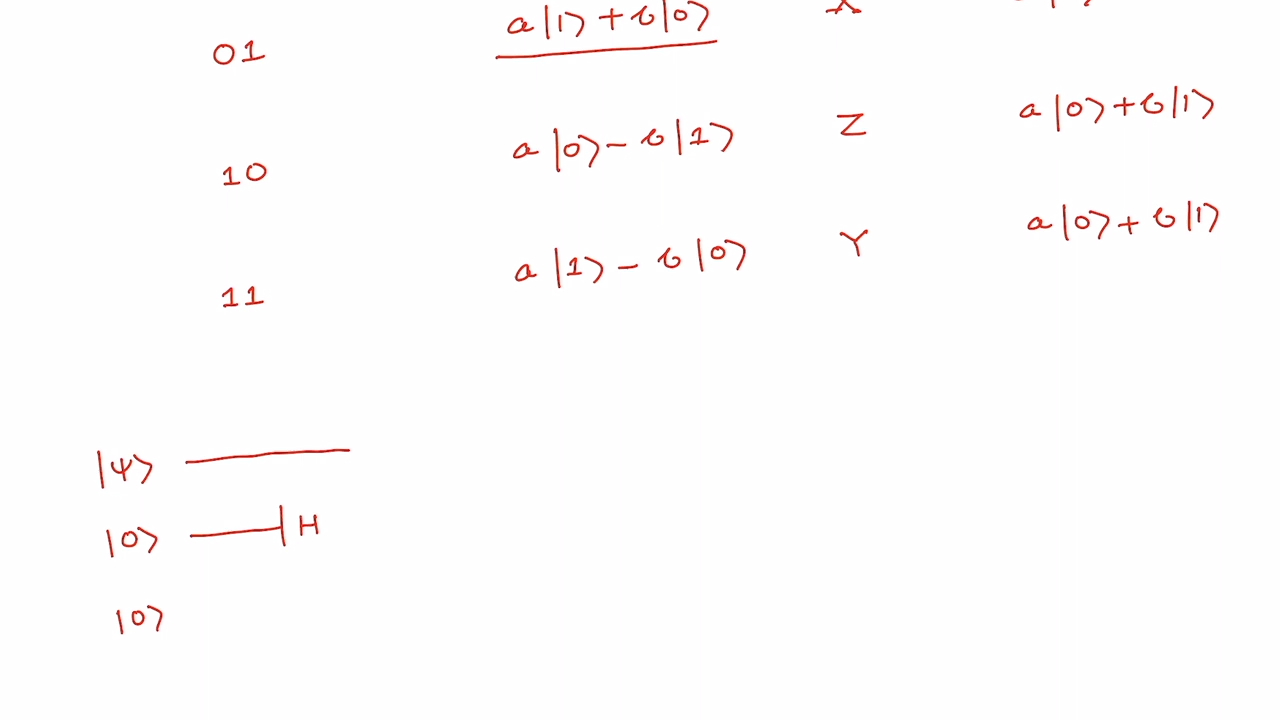 01 a|1⟩ + b|0⟩ X
10 a|0⟩ − b|1⟩ Z a|0⟩ + b|1⟩
11 a|1⟩ − b|0⟩ Y a|0⟩ + b|1⟩
|ψ⟩
|0⟩ H
|0⟩